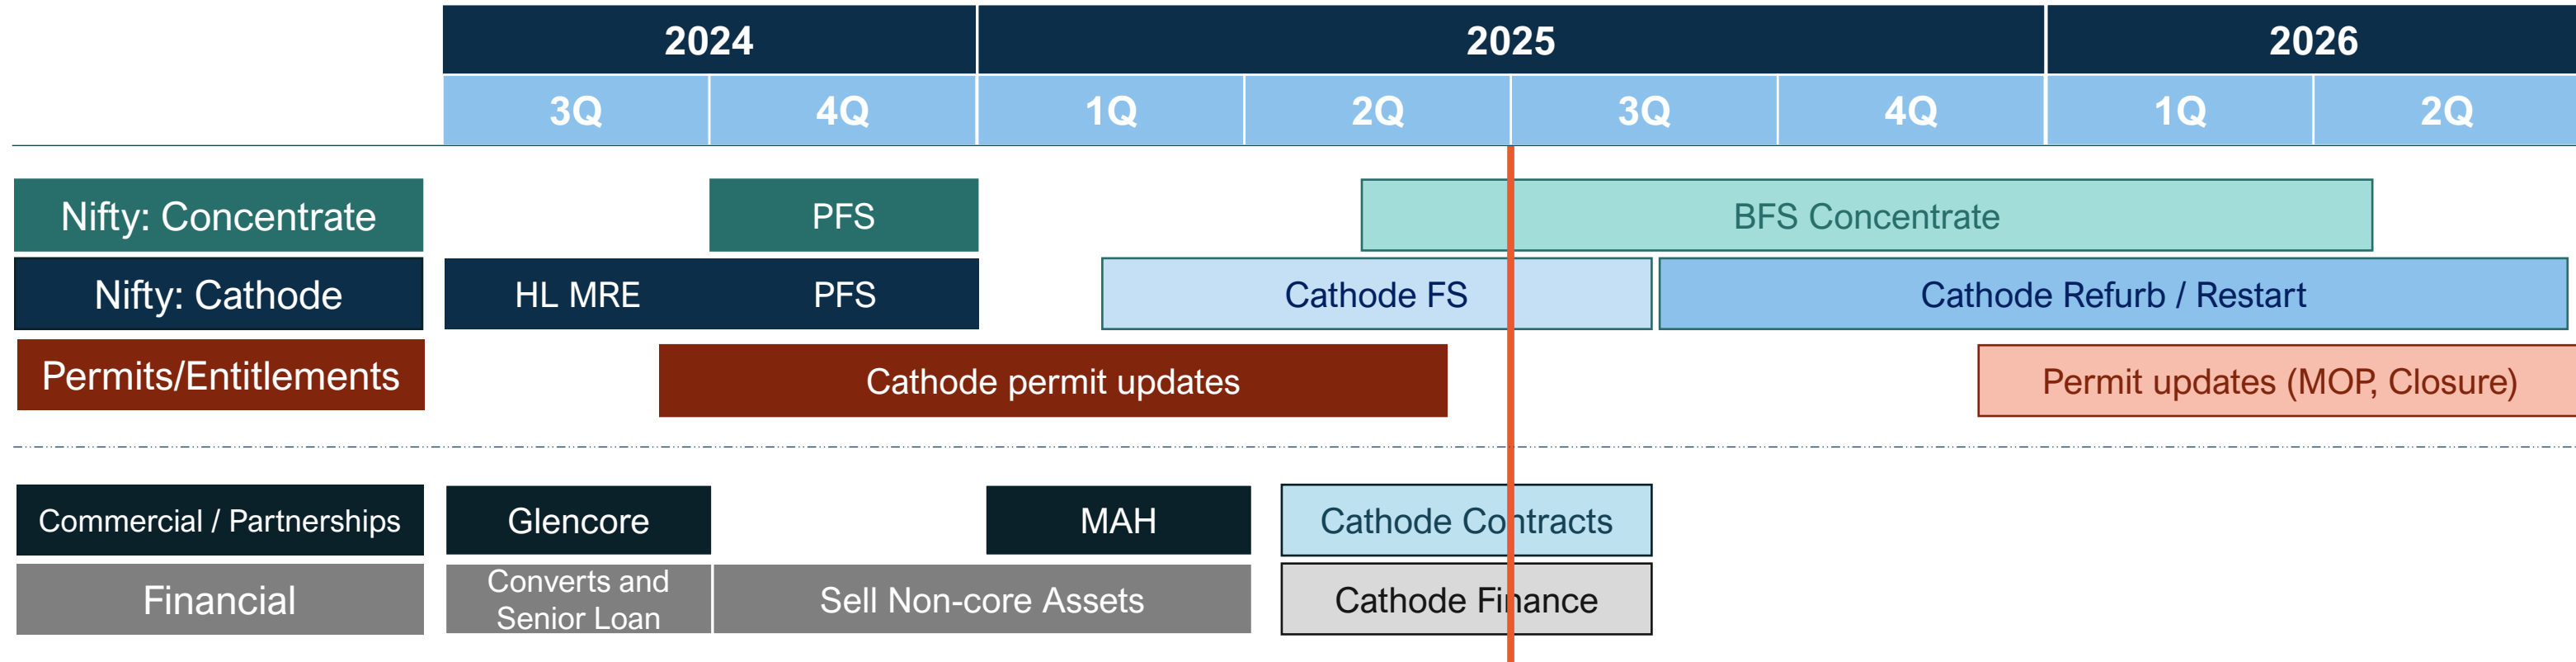 2024 2025 2026
3Q 4Q 1Q 2Q 3Q 4Q 1Q 2Q
Nifty: Concentrate PFS BFS Concentrate
Nifty: Cathode HL MRE PFS Cathode FS Cathode Refurb / Restart
Permits/Entitlements Cathode permit updates Permit updates (MOP, Closure)
Commercial / Partnerships Glencore MAH Cathode Contracts
Financial Converts and
Senior Loan Sell Non-core Assets Cathode Finance